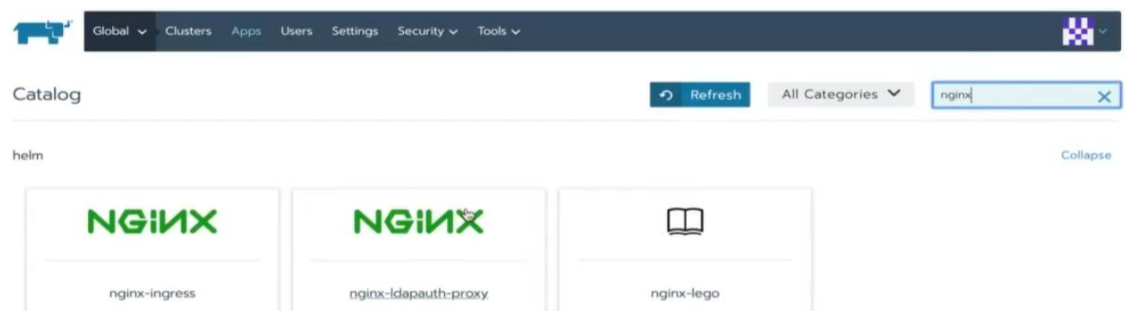 Global Clusters Apps Users Settings Security Tools
Catalog Refresh All Categories nginx
helm Collapse
NGINX NGINX
nginx-ingress nginx-ldapauth-proxy nginx-lego